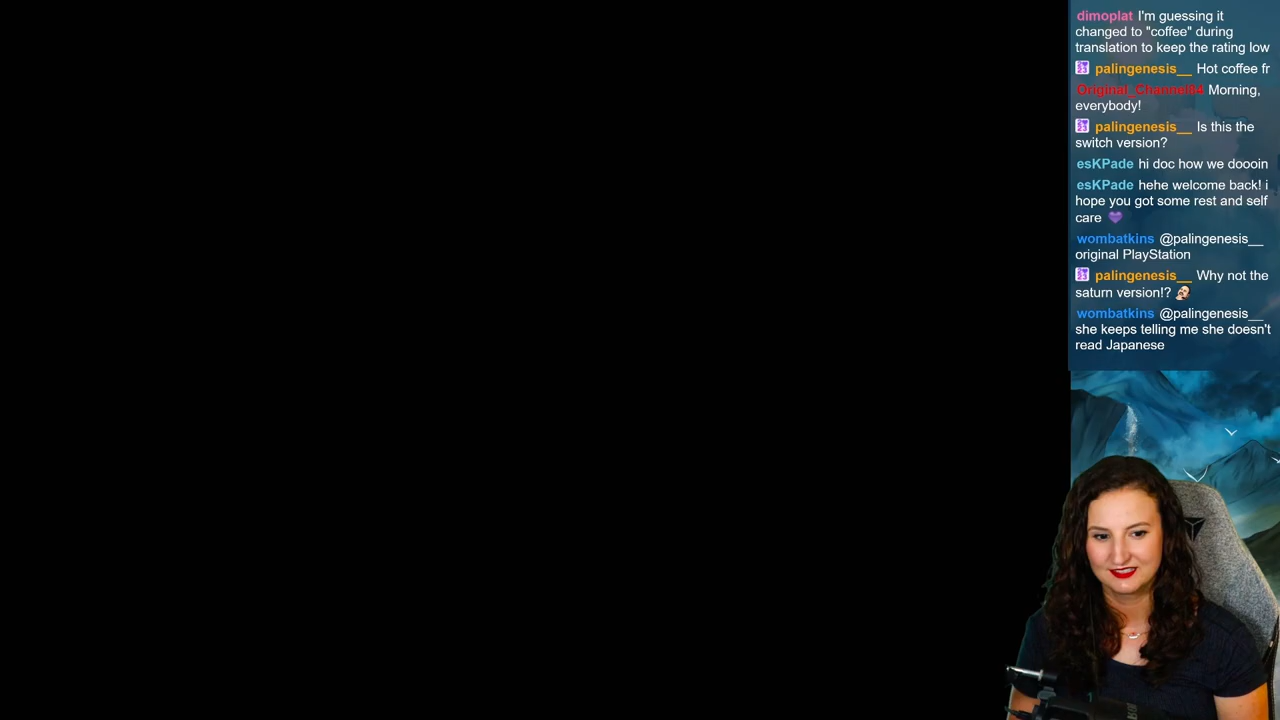 dimoplat I'm guessing it
changed to "coffee" during
translation to keep the rating low
palingenesis__ Hot coffee fr
Original_Channel84 Morning,
everybody!
palingenesis__ Is this the
switch version?
esKPade hi doc how we doooin
esKPade hehe welcome back! i
hope you got some rest and self
care
wombatkins @palingenesis__
original PlayStation
palingenesis__ Why not the
saturn version!?
wombatkins @palingenesis__
she keeps telling me she doesn't
read Japanese